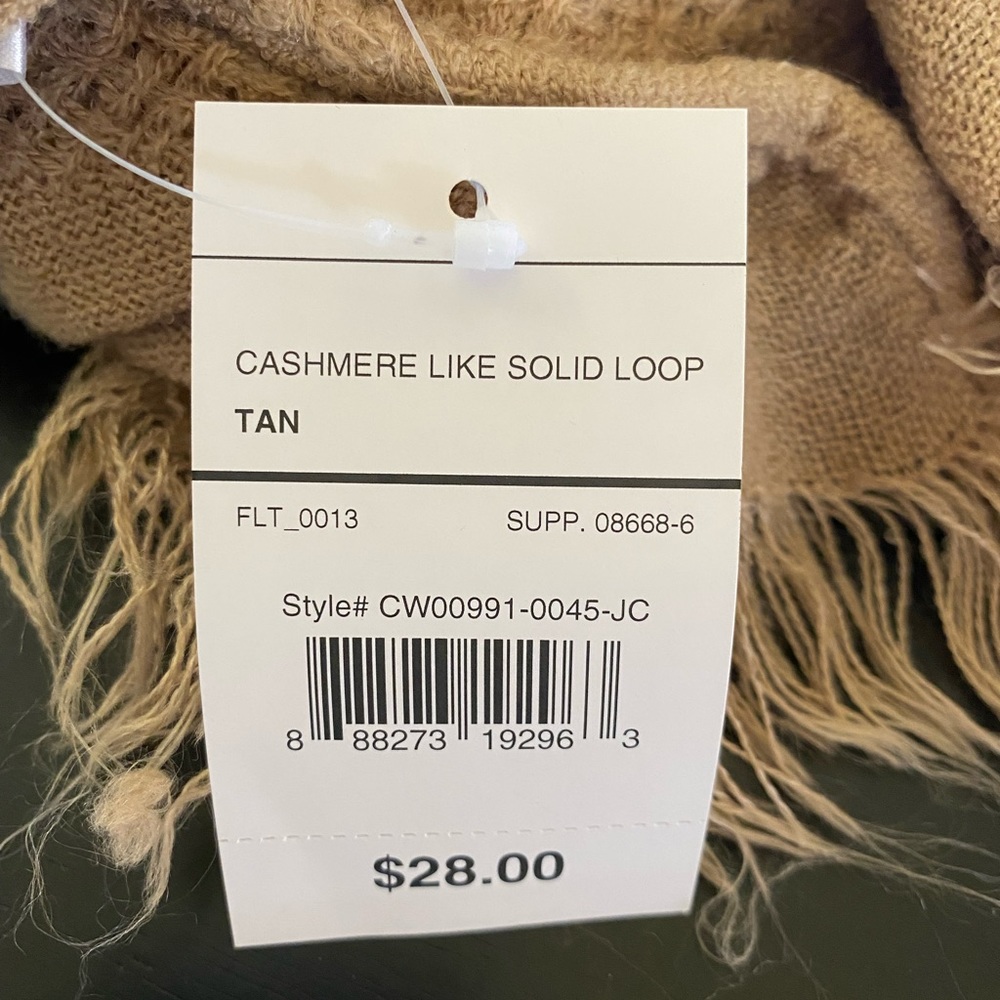 CASHMERE LIKE SOLID LOOP
TAN
FLT_0013 SUPP. 08668-6
Style# CW00991-0045-JC
8 88273 19296 3
$28.00